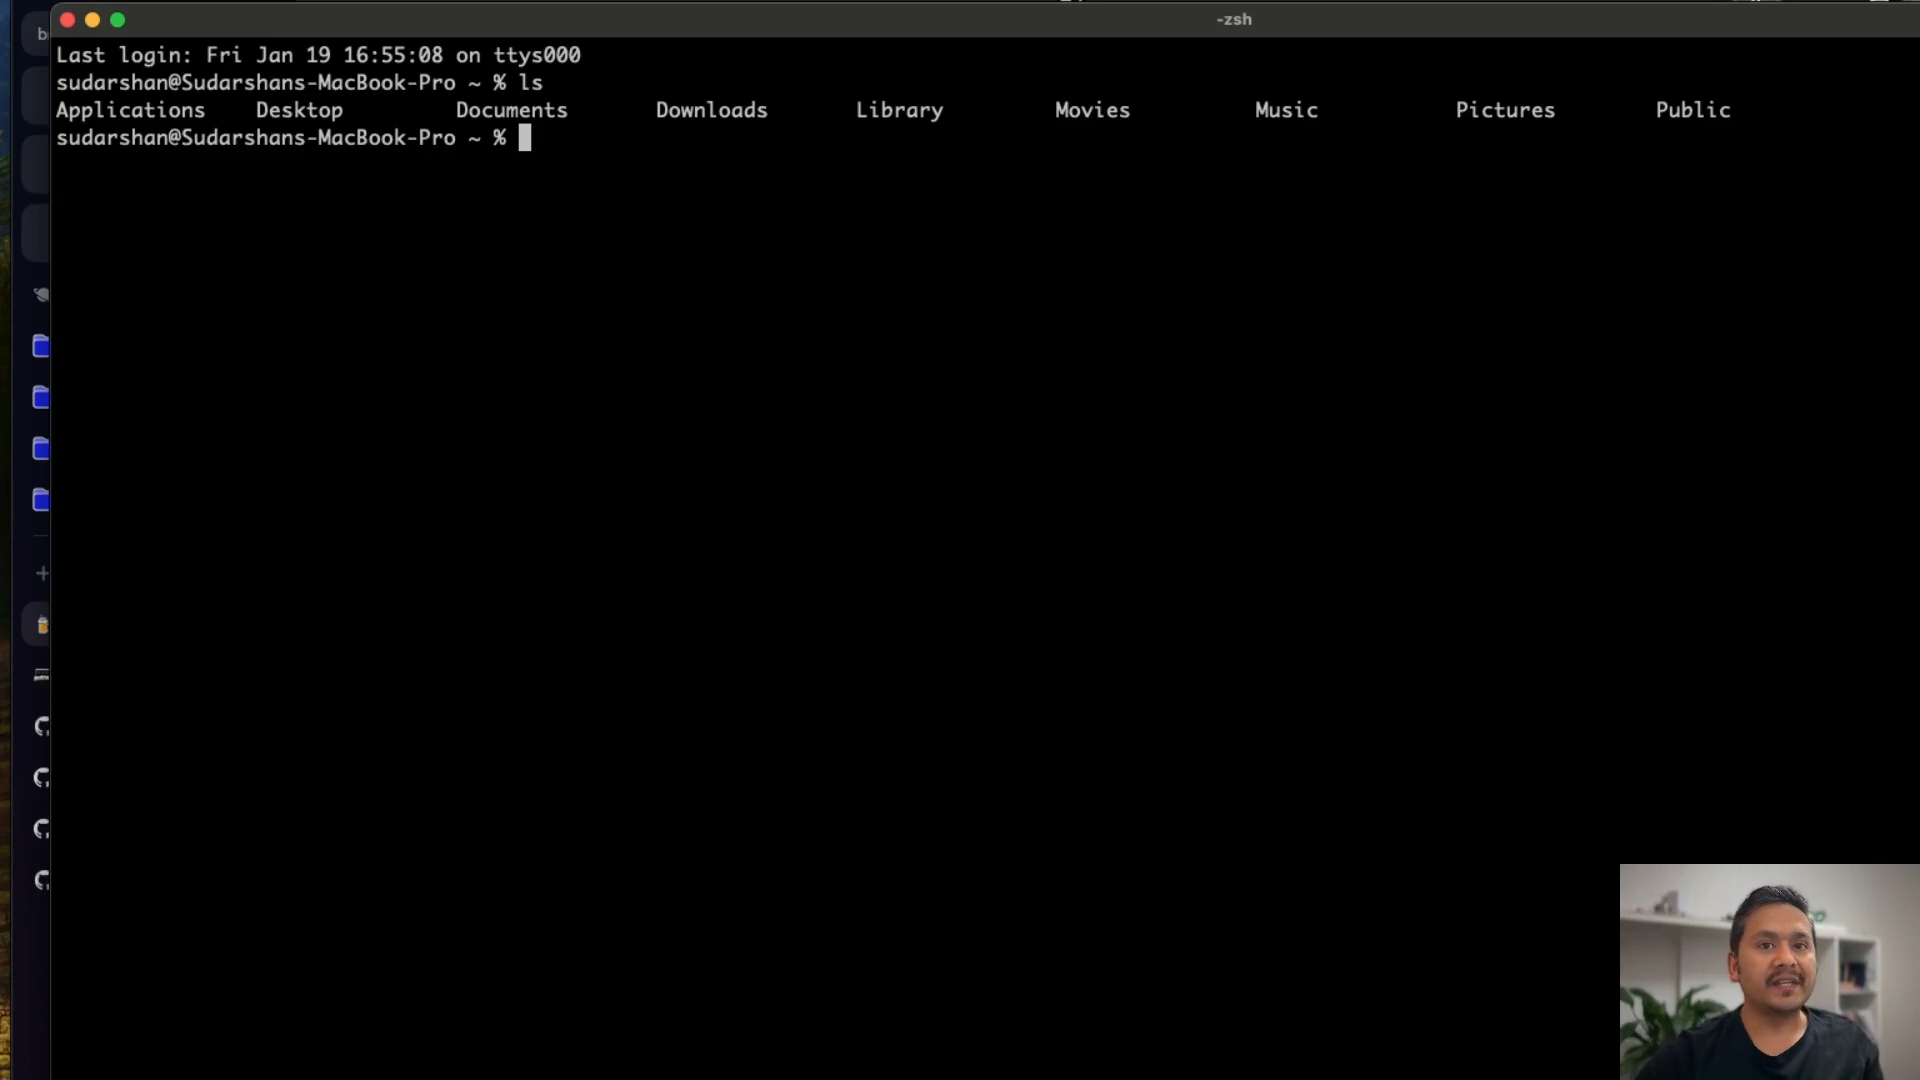 -zsh
Last login: Fri Jan 19 16:55:08 on ttys000
sudarshan@Sudarshans-MacBook-Pro ~ % ls
Applications Desktop Documents Downloads Library Movies Music Pictures Public
sudarshan@Sudarshans-MacBook-Pro ~ %